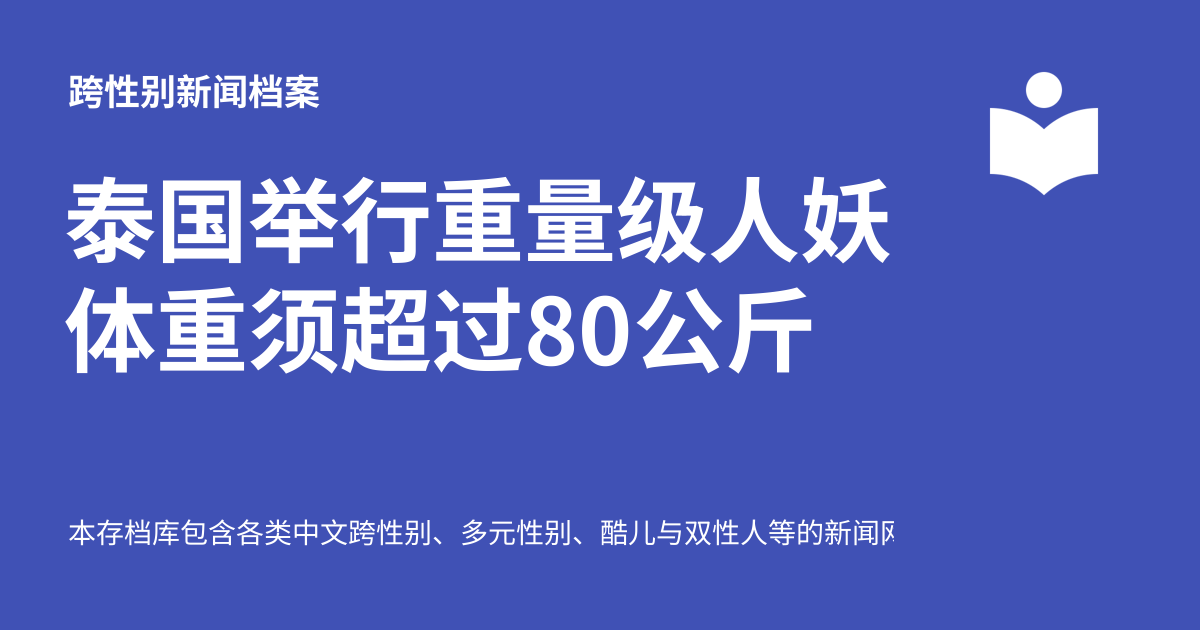 跨性别新闻档案
泰国举行重量级人妖
体重须超过80公斤
本存档库包含各类中文跨性别、多元性别、酷儿与双性人等的新闻网